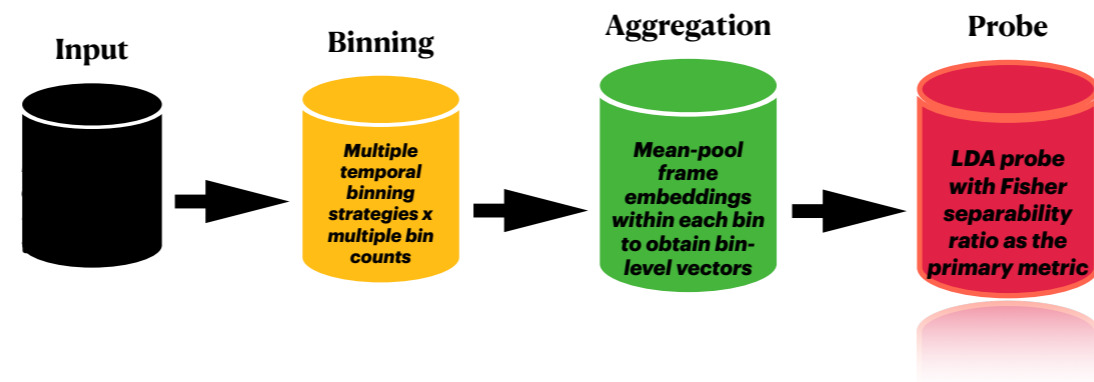 Input
Binning
Aggregation
Probe
Multiple
temporal
binning
strategies x
multiple bin
counts
Mean-pool
frame
embeddings
within each bin
to obtain bin-
level vectors
LDA probe
with Fisher
separability
ratio as the
primary metric